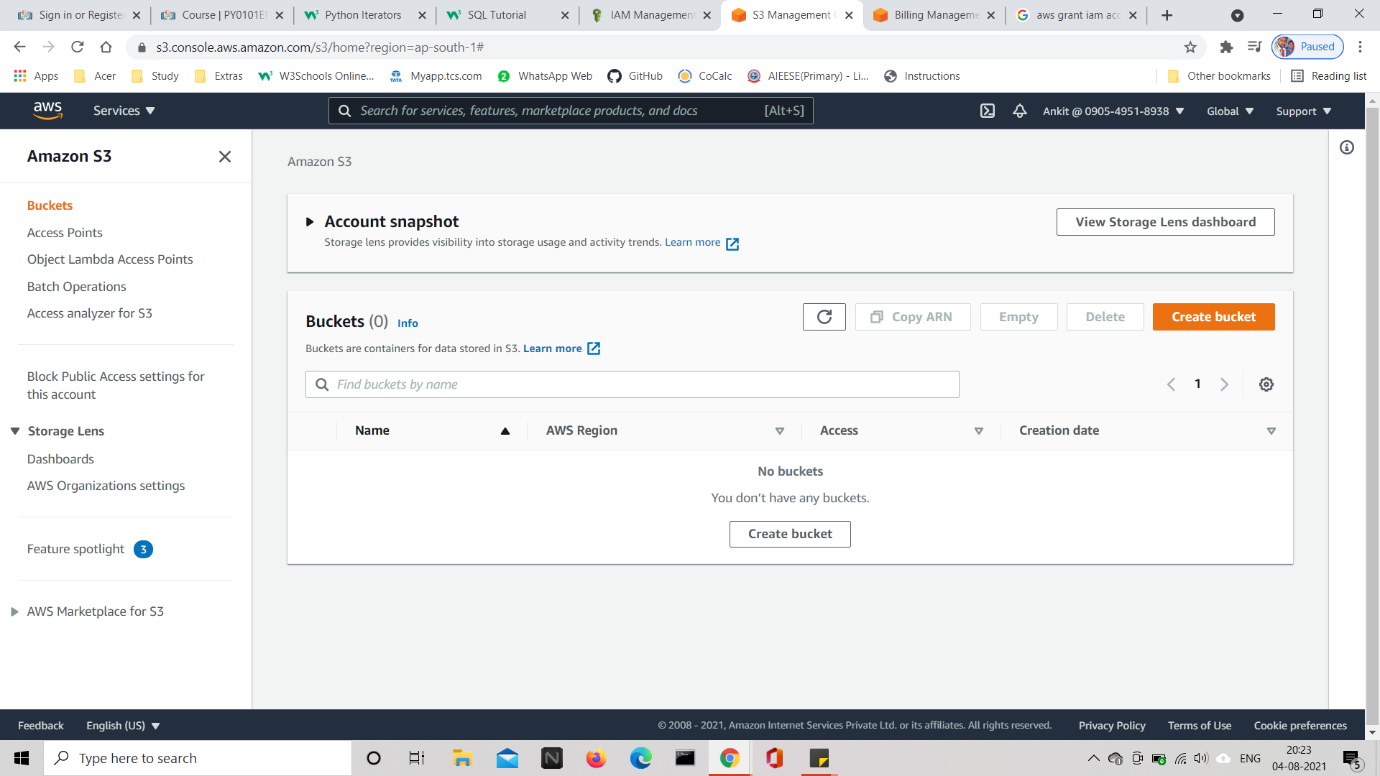 Sign in or Registe
Course | PY0101E
Python Iterators
SQL Tutorial
IAM Management
S3 Management
Billing Manageme
aws grant iam acc
s3.console.aws.amazon.com/s3/home?region=ap-south-1#
Paused
Apps
Acer
Study
Extras
W3Schools Online...
TATA
Myapp.tcs.com
2
WhatsApp Web
GitHub
CoCalc
AIEESE(Primary) - Li...
Instructions
Other bookmarks
Reading list
aws
Services
Search for services, features, marketplace products, and docs
[Alt+S]
Ankit @ 0905-4951-8938
Global
Support
Amazon S3
Buckets
Access Points
Object Lambda Access Points
Batch Operations
Access analyzer for S3
Block Public Access settings for
this account
Storage Lens
Dashboards
AWS Organizations settings
Feature spotlight 3
AWS Marketplace for S3
Amazon S3
Account snapshot
Storage lens provides visibility into storage usage and activity trends. Learn more
View Storage Lens dashboard
Buckets (0) Info
Copy ARN
Empty
Delete
Create bucket
Buckets are containers for data stored in S3. Learn more
Find buckets by name
1
Name
AWS Region
Access
Creation date
No buckets
You don't have any buckets.
Create bucket
Feedback
English (US)
© 2008 - 2021, Amazon Internet Services Private Ltd. or its affiliates. All rights reserved.
Privacy Policy
Terms of Use
Cookie preferences
Type here to search
ENG
20:23
04-08-2021
5